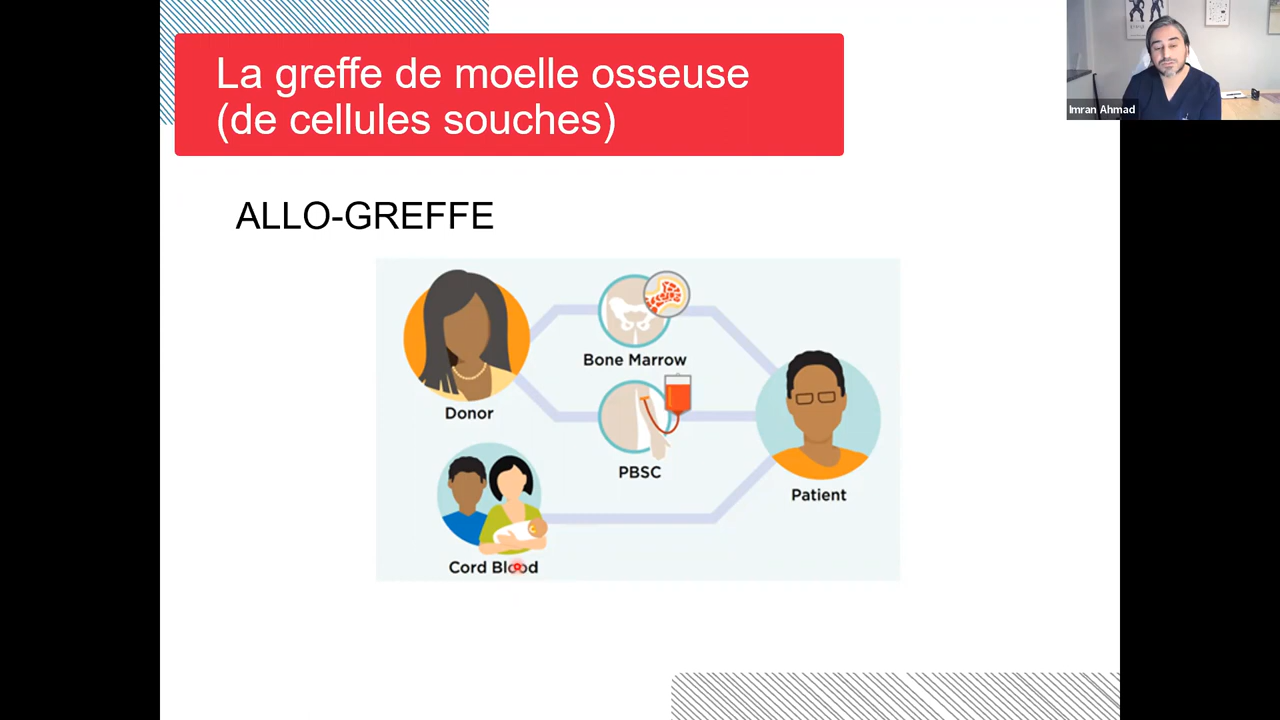 La greffe de moelle osseuse
(de cellules souches)
Imran Ahmad
ALLO-GREFFE
Bone Marrow
Donor
PBSC
Patient
Cord Blood